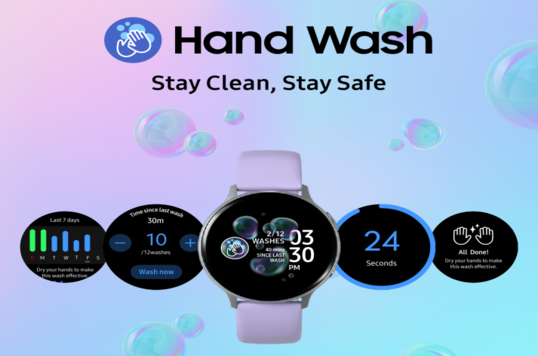 Hand Wash
Stay Clean, Stay Safe
Last 7 days
S M T W T F S
Dry your hands to make
this wash effective.
Time since last wash
30m
− 10 +
/12washes
Wash now
2/12
WASHES
40 mins
SINCE LAST
WASH
03
30
PM
24
Seconds
All Done!
Dry your hands to make
this wash effective.